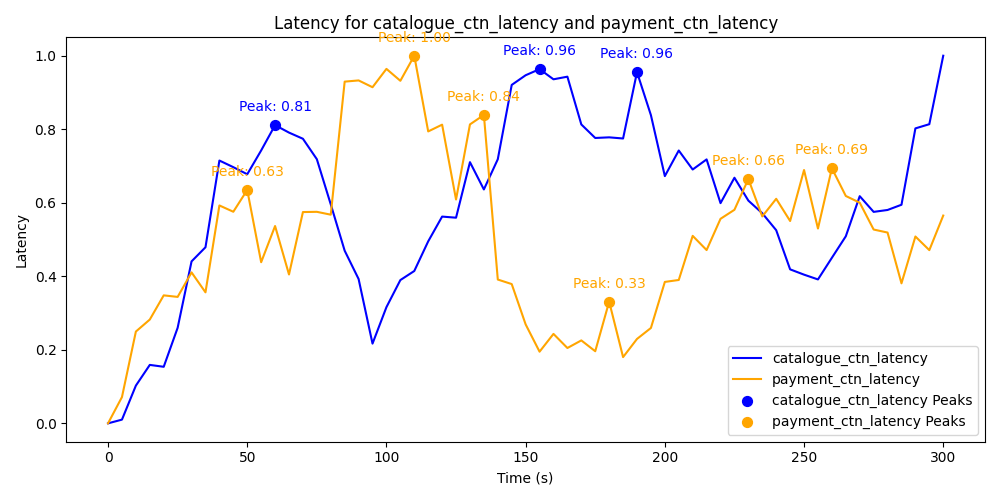 Latency for catalogue_ctn_latency and payment_ctn_latency
Peak: 1.00
Peak: 0.96
Peak: 0.96
Peak: 0.84
Peak: 0.81
Peak: 0.63
Peak: 0.66
Peak: 0.69
Peak: 0.33
1.0
0.8
0.6
0.4
0.2
0.0
Latency
0
50
100
150
200
250
300
Time (s)
catalogue_ctn_latency
payment_ctn_latency
catalogue_ctn_latency Peaks
payment_ctn_latency Peaks